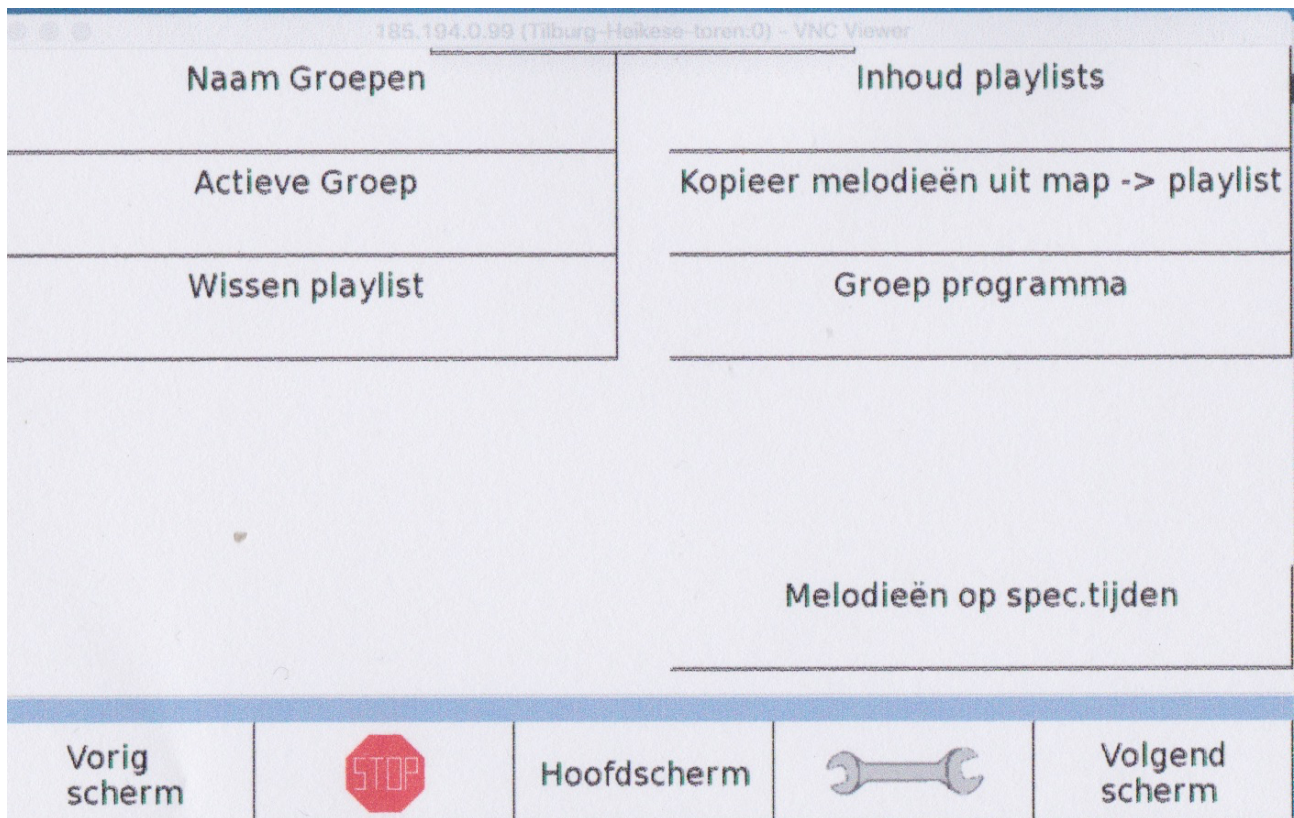 185.194.0.99 (Tilburg-Heikese-toren:0) - VNC Viewer
Naam Groepen
Inhoud playlists
Actieve Groep
Kopieer melodieën uit map -> playlist
Wissen playlist
Groep programma
Melodieën op spec.tijden
Vorig
scherm
STOP
Hoofdscherm
Volgend
scherm